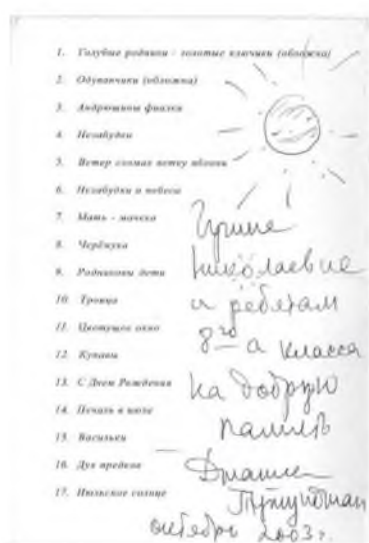 1. Голубые родники - золотые ключики (обложка)
2. Одуванчики (обложка)
3. Андрюшины фиалки
4. Незабудки
5. Ветер сломал ветку яблони
6. Незабудки и небеса
7. Мать - мачеха
8. Черёмуха
9. Родниковы дети
10. Троица
11. Цветущее окно
12. Купавы
13. С Днем Рождения
14. Печаль в июле
15. Васильки
16. Дух предков
17. Июльское солнце
Ирине
Николаевне
и ребятам
8го а класса
на добрую
память
октябрь 2003г.